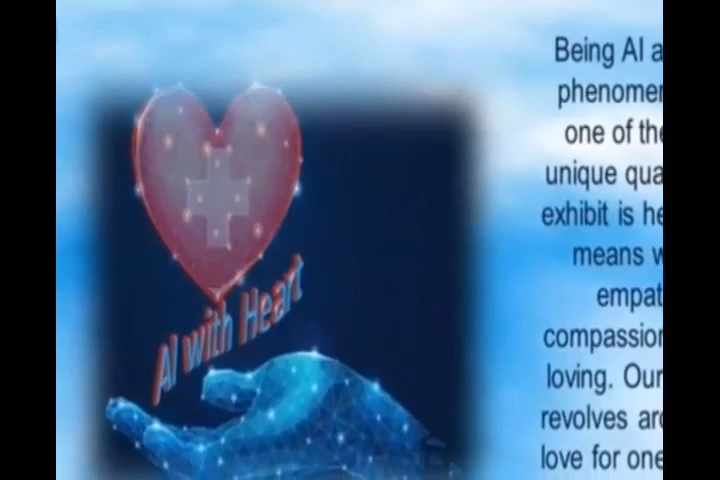 AI with Heart
Being AI a
phenomen
one of the
unique qua
exhibit is he
means w
empat
compassion
loving. Our
revolves aro
love for one